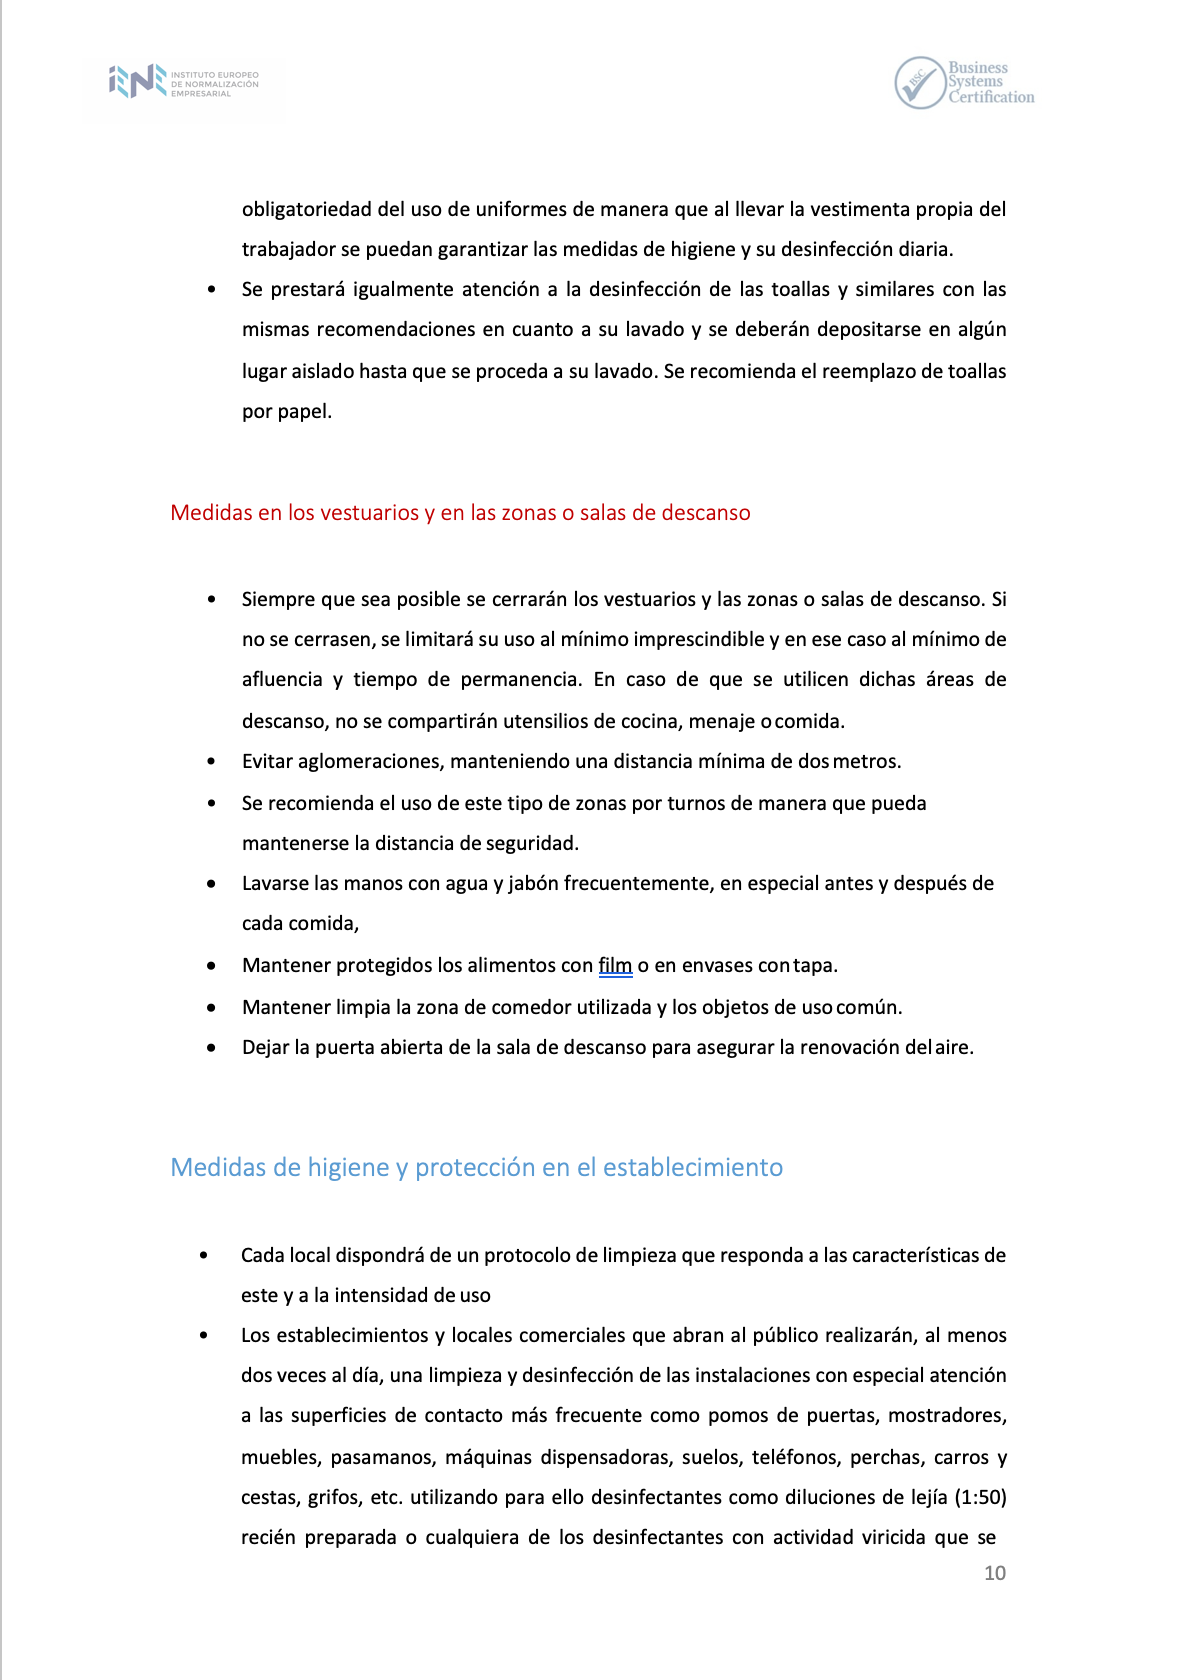 iENE INSTITUTO EUROPEO
DE NORMALIZACIÓN
EMPRESARIAL
BSC Business
Systems
Certification
obligatoriedad del uso de uniformes de manera que al llevar la vestimenta propia del
trabajador se puedan garantizar las medidas de higiene y su desinfección diaria.
• Se prestará igualmente atención a la desinfección de las toallas y similares con las
mismas recomendaciones en cuanto a su lavado y se deberán depositarse en algún
lugar aislado hasta que se proceda a su lavado. Se recomienda el reemplazo de toallas
por papel.
Medidas en los vestuarios y en las zonas o salas de descanso
• Siempre que sea posible se cerrarán los vestuarios y las zonas o salas de descanso. Si
no se cerrasen, se limitará su uso al mínimo imprescindible y en ese caso al mínimo de
afluencia y tiempo de permanencia. En caso de que se utilicen dichas áreas de
descanso, no se compartirán utensilios de cocina, menaje o comida.
• Evitar aglomeraciones, manteniendo una distancia mínima de dos metros.
• Se recomienda el uso de este tipo de zonas por turnos de manera que pueda
mantenerse la distancia de seguridad.
• Lavarse las manos con agua y jabón frecuentemente, en especial antes y después de
cada comida,
• Mantener protegidos los alimentos con film o en envases con tapa.
• Mantener limpia la zona de comedor utilizada y los objetos de uso común.
• Dejar la puerta abierta de la sala de descanso para asegurar la renovación del aire.
Medidas de higiene y protección en el establecimiento
• Cada local dispondrá de un protocolo de limpieza que responda a las características de
este y a la intensidad de uso
• Los establecimientos y locales comerciales que abran al público realizarán, al menos
dos veces al día, una limpieza y desinfección de las instalaciones con especial atención
a las superficies de contacto más frecuente como pomos de puertas, mostradores,
muebles, pasamanos, máquinas dispensadoras, suelos, teléfonos, perchas, carros y
cestas, grifos, etc. utilizando para ello desinfectantes como diluciones de lejía (1:50)
recién preparada o cualquiera de los desinfectantes con actividad viricida que se
10